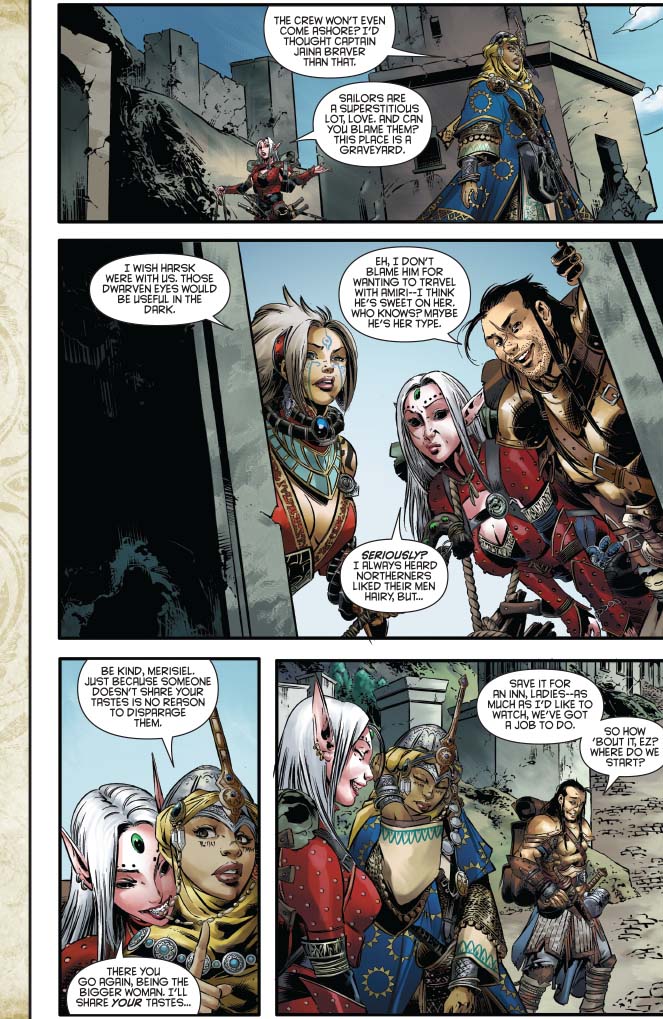 THE CREW WON'T EVEN
COME ASHORE? I'D
THOUGHT CAPTAIN
JAINA BRAVER
THAN THAT.
SAILORS ARE
A SUPERSTITIOUS
LOT, LOVE. AND CAN
YOU BLAME THEM?
THIS PLACE IS A
GRAVEYARD.
I WISH HARSK
WERE WITH US. THOSE
DWARVEN EYES WOULD
BE USEFUL IN THE
DARK.
EH, I DON'T
BLAME HIM FOR
WANTING TO TRAVEL
WITH AMIRI--I THINK
HE'S SWEET ON HER.
WHO KNOWS? MAYBE
HE'S HER TYPE.
SERIOUSLY?
I ALWAYS HEARD
NORTHERNERS
LIKED THEIR MEN
HAIRY, BUT...
BE KIND, MERISIEL.
JUST BECAUSE SOMEONE
DOESN'T SHARE YOUR
TASTES IS NO REASON
TO DISPARAGE
THEM.
THERE YOU
GO AGAIN, BEING THE
BIGGER WOMAN. I'LL
SHARE YOUR TASTES...
SAVE IT FOR
AN INN, LADIES--AS
MUCH AS I'D LIKE TO
WATCH, WE'VE GOT
A JOB TO DO.
SO HOW
'BOUT IT, EZ?
WHERE DO WE
START?